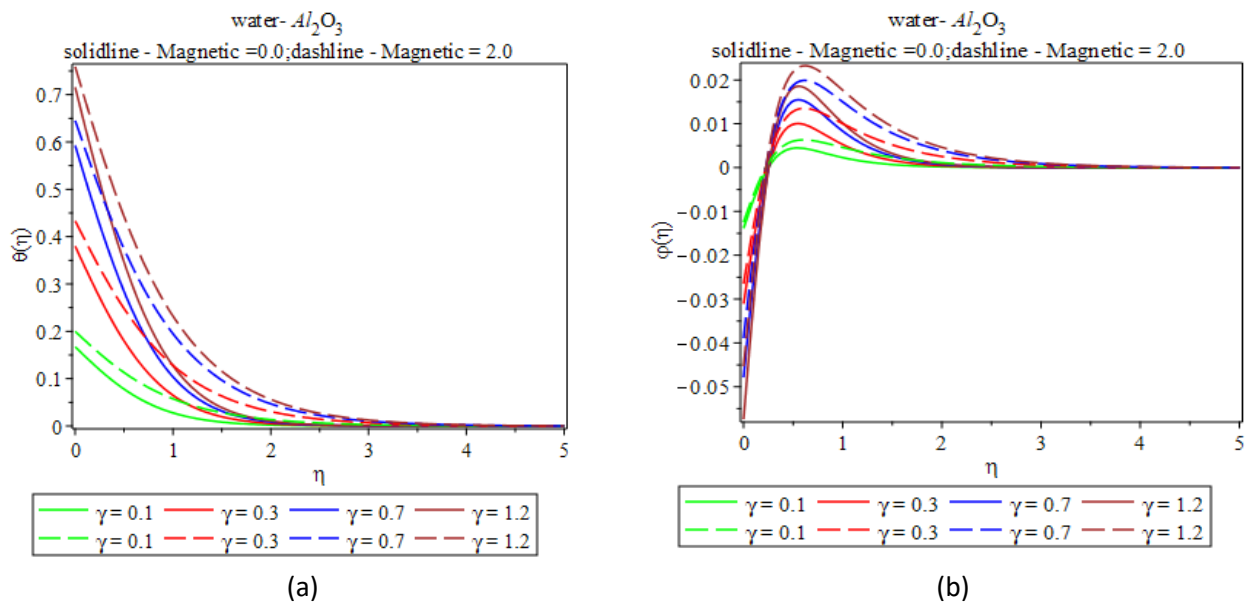 water- Al₂O₃
solidline - Magnetic =0.0;dashline - Magnetic = 2.0
0.7
0.6
0.5
0.4
0.3
0.2
0.1
0
θ(η)
0 1 2 3 4 5
η
γ = 0.1 γ = 0.3 γ = 0.7 γ = 1.2
γ = 0.1 γ = 0.3 γ = 0.7 γ = 1.2
(a)
water- Al₂O₃
solidline - Magnetic =0.0;dashline - Magnetic = 2.0
0.02
0.01
0
−0.01
−0.02
−0.03
−0.04
−0.05
φ(η)
0 1 2 3 4 5
η
γ = 0.1 γ = 0.3 γ = 0.7 γ = 1.2
γ = 0.1 γ = 0.3 γ = 0.7 γ = 1.2
(b)